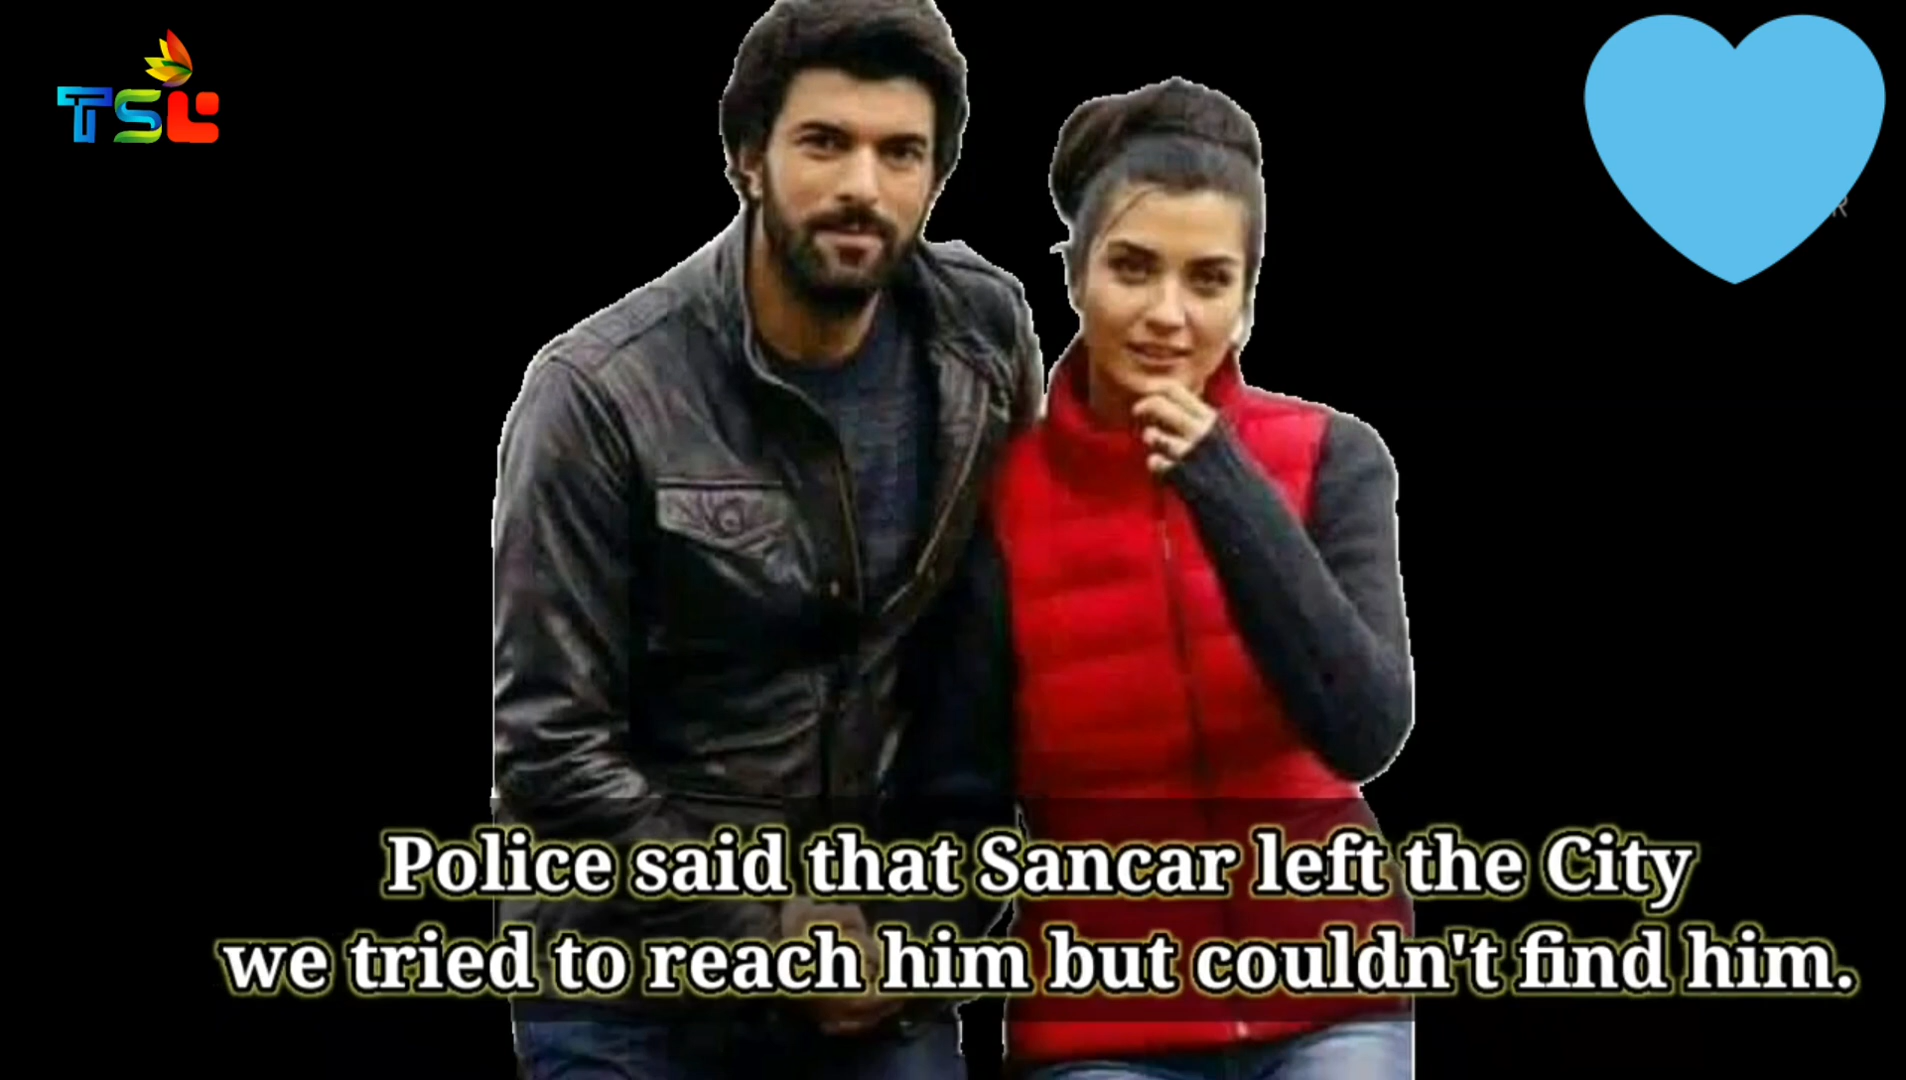 TSL
Police said that Sancar left the City
we tried to reach him but couldn't find him.